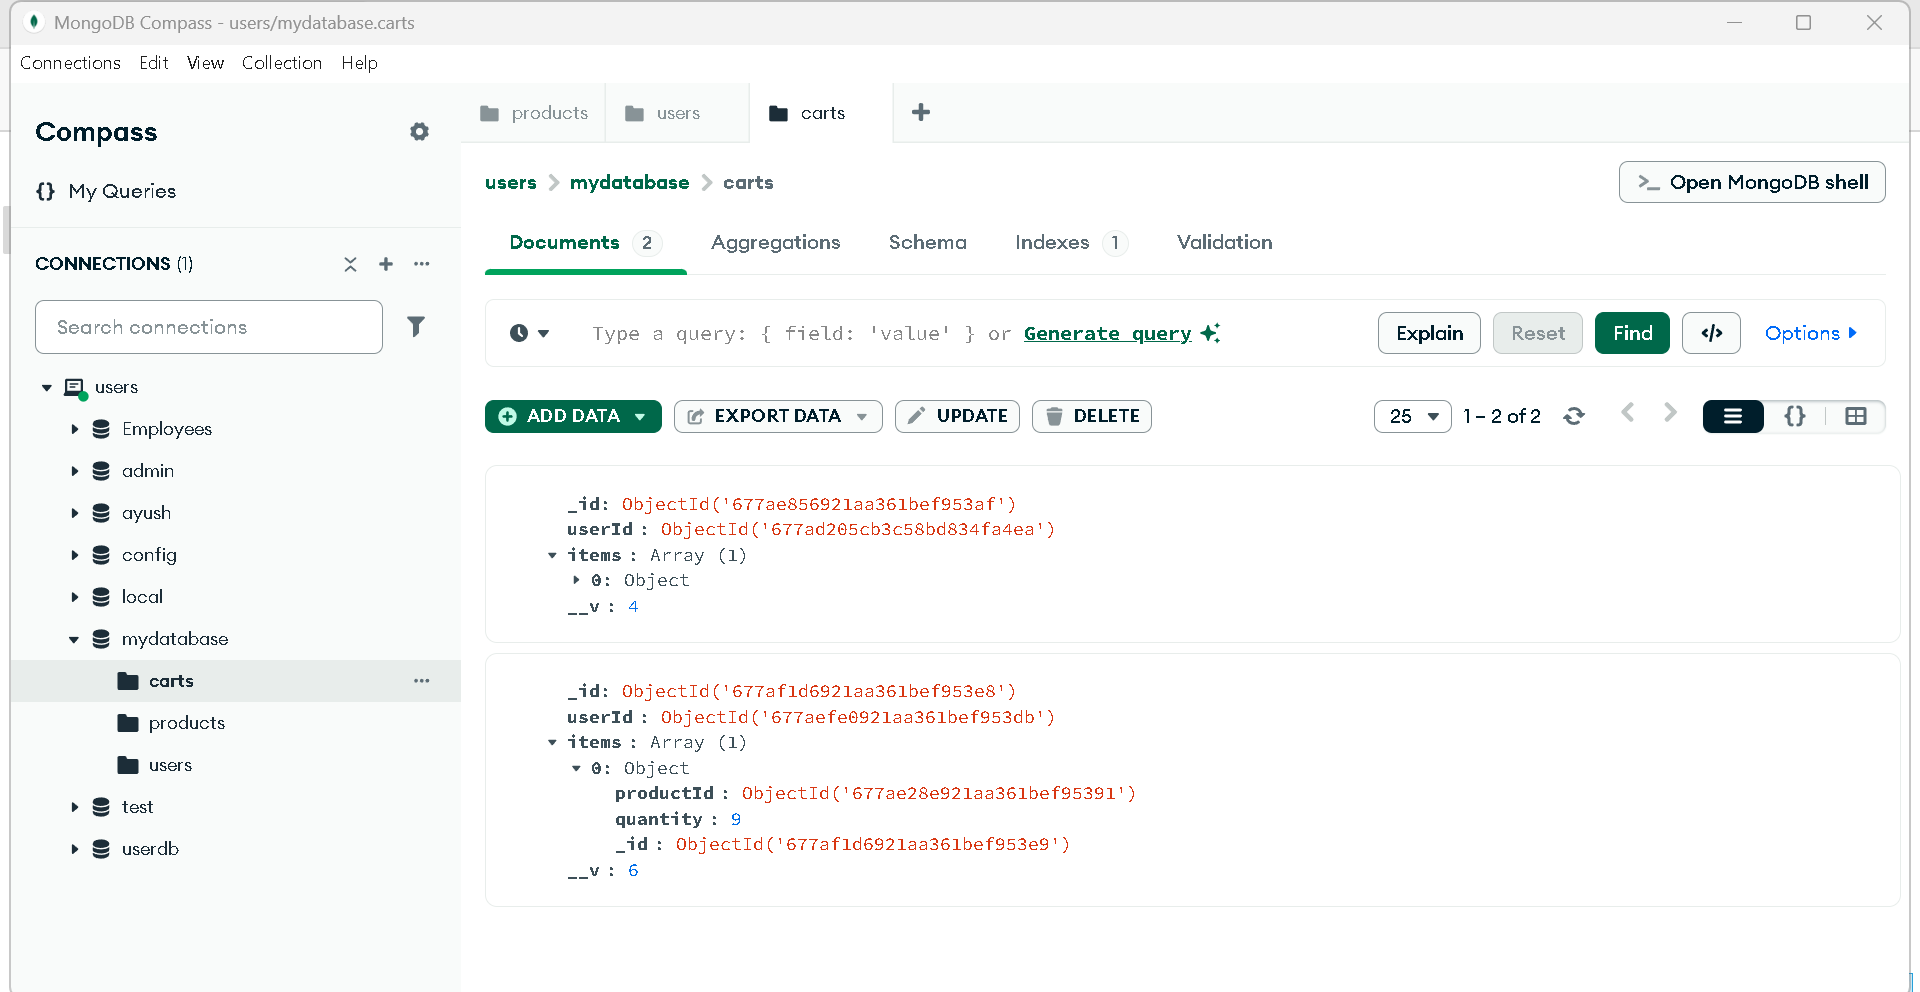 MongoDB Compass - users/mydatabase.carts
Connections Edit View Collection Help
Compass
My Queries
CONNECTIONS (1)
Search connections
users
Employees
admin
ayush
config
local
mydatabase
carts
products
users
test
userdb
products users carts
users > mydatabase > carts
Open MongoDB shell
Documents 2 Aggregations Schema Indexes 1 Validation
Type a query: { field: 'value' } or Generate query
Explain Reset Find </> Options
ADD DATA EXPORT DATA UPDATE DELETE
25 1 – 2 of 2 {}
_id: ObjectId('677ae856921aa361bef953af')
userId : ObjectId('677ad205cb3c58bd834fa4ea')
items : Array (1)
0: Object
__v : 4
_id: ObjectId('677af1d6921aa361bef953e8')
userId : ObjectId('677aefe0921aa361bef953db')
items : Array (1)
0: Object
productId : ObjectId('677ae28e921aa361bef95391')
quantity : 9
_id : ObjectId('677af1d6921aa361bef953e9')
__v : 6